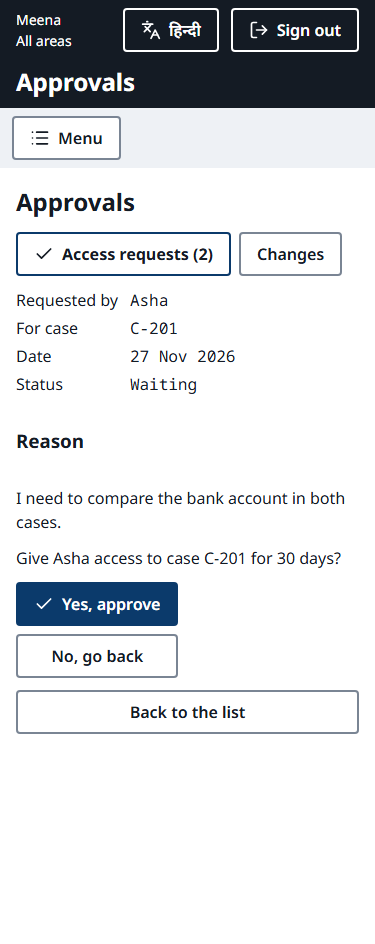 Meena
All areas
हिन्दी
Sign out
Approvals
Menu
Approvals
Access requests (2)
Changes
Requested by Asha
For case C-201
Date 27 Nov 2026
Status Waiting
Reason
I need to compare the bank account in both
cases.
Give Asha access to case C-201 for 30 days?
Yes, approve
No, go back
Back to the list